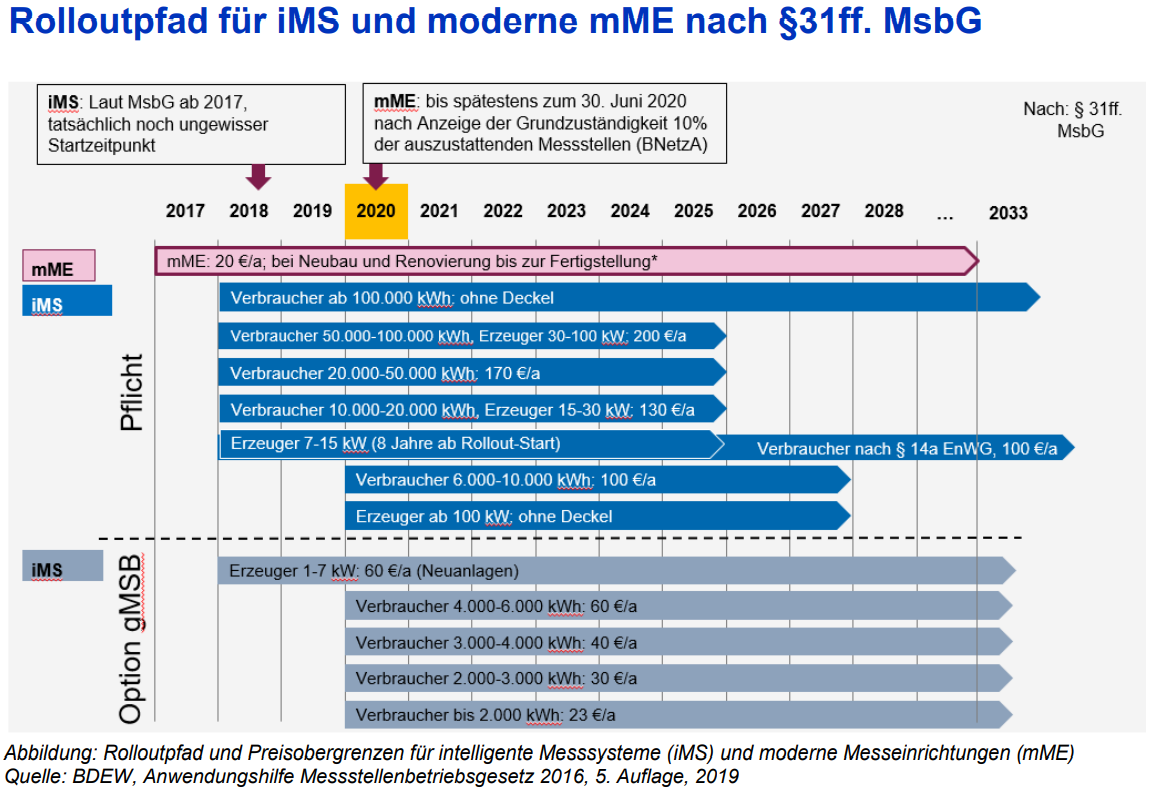 Rolloutpfad für iMS und moderne mME nach §31ff. MsbG
iMS: Laut MsbG ab 2017,
tatsächlich noch ungewisser
Startzeitpunkt
mME: bis spätestens zum 30. Juni 2020
nach Anzeige der Grundzuständigkeit 10%
der auszustattenden Messstellen (BNetzA)
Nach: § 31ff.
MsbG
2017 2018 2019 2020 2021 2022 2023 2024 2025 2026 2027 2028 ... 2033
mME
mME: 20 €/a; bei Neubau und Renovierung bis zur Fertigstellung*
iMS
Pflicht
Verbraucher ab 100.000 kWh: ohne Deckel
Verbraucher 50.000-100.000 kWh, Erzeuger 30-100 kW: 200 €/a
Verbraucher 20.000-50.000 kWh: 170 €/a
Verbraucher 10.000-20.000 kWh, Erzeuger 15-30 kW: 130 €/a
Erzeuger 7-15 kW (8 Jahre ab Rollout-Start)
Verbraucher nach § 14a EnWG, 100 €/a
Verbraucher 6.000-10.000 kWh: 100 €/a
Erzeuger ab 100 kW: ohne Deckel
iMS
Option gMSB
Erzeuger 1-7 kW: 60 €/a (Neuanlagen)
Verbraucher 4.000-6.000 kWh: 60 €/a
Verbraucher 3.000-4.000 kWh: 40 €/a
Verbraucher 2.000-3.000 kWh: 30 €/a
Verbraucher bis 2.000 kWh: 23 €/a
Abbildung: Rolloutpfad und Preisobergrenzen für intelligente Messsysteme (iMS) und moderne Messeinrichtungen (mME)
Quelle: BDEW, Anwendungshilfe Messstellenbetriebsgesetz 2016, 5. Auflage, 2019